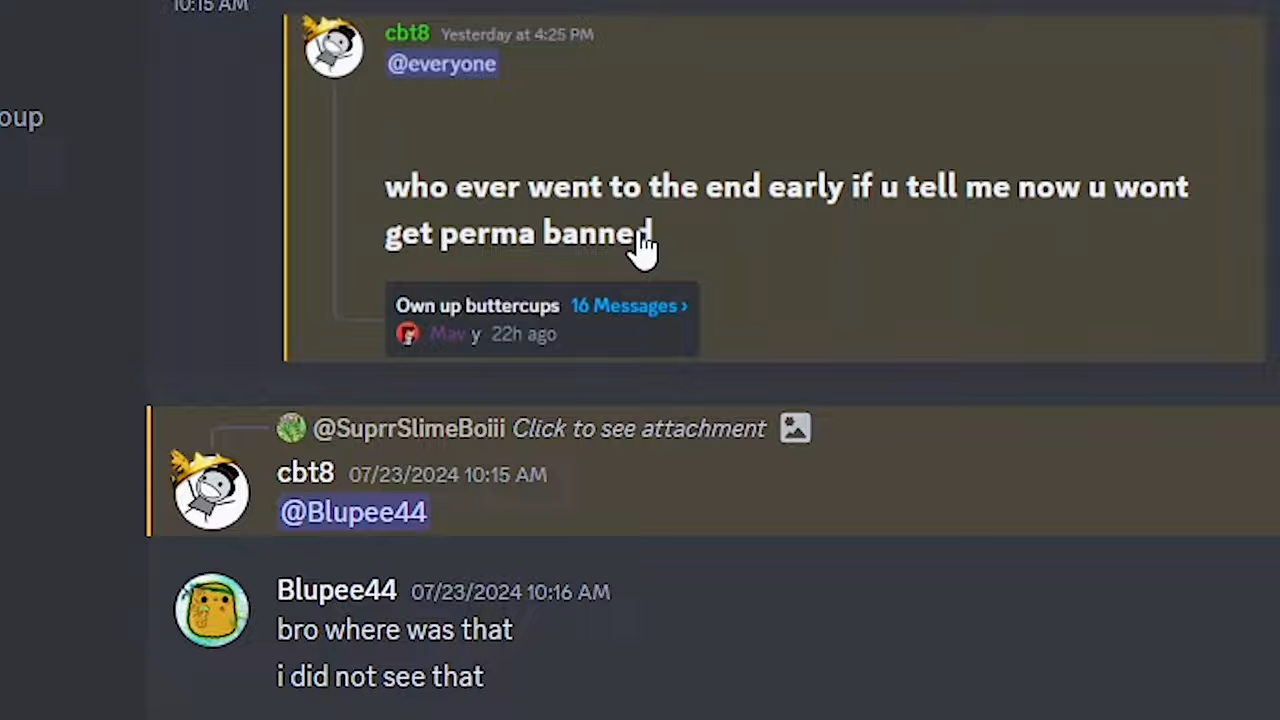 10:15 AM
cbt8 Yesterday at 4:25 PM
@everyone
oup
who ever went to the end early if u tell me now u wont
get perma banned
Own up buttercups 16 Messages ›
Mav y 22h ago
@SuprrSlimeBoiii Click to see attachment
cbt8 07/23/2024 10:15 AM
@Blupee44
Blupee44 07/23/2024 10:16 AM
bro where was that
i did not see that